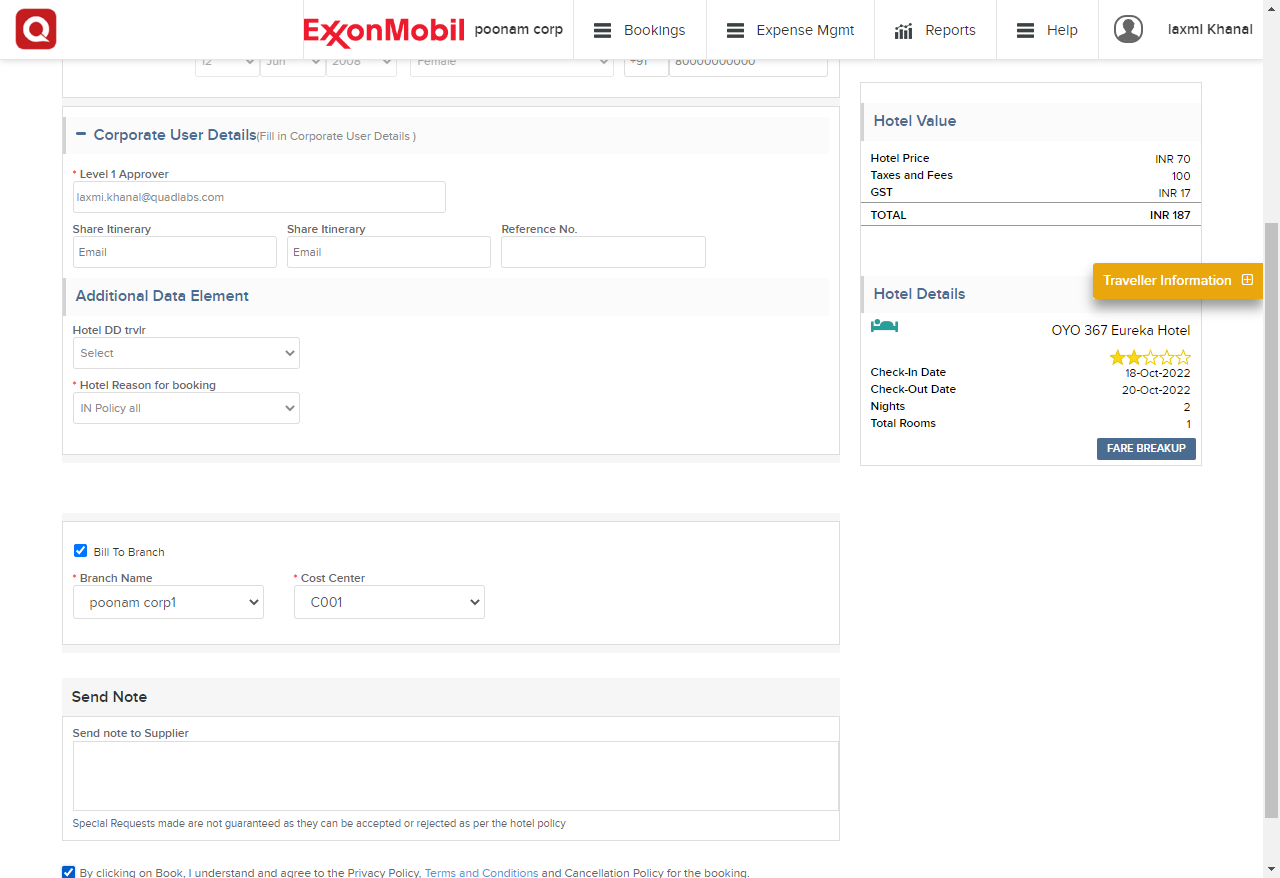 Q
ExxonMobil poonam corp Bookings Expense Mgmt Reports Help laxmi Khanal
12 Jun 2008 Female +91 80000000000
Corporate User Details(Fill in Corporate User Details )
* Level 1 Approver
laxmi.khanal@quadlabs.com
Share Itinerary Share Itinerary Reference No.
Email Email
Additional Data Element
Hotel DD trvlr
Select
* Hotel Reason for booking
IN Policy all
Bill To Branch
* Branch Name * Cost Center
poonam corp1 C001
Send Note
Send note to Supplier
Special Requests made are not guaranteed as they can be accepted or rejected as per the hotel policy
By clicking on Book, I understand and agree to the Privacy Policy, Terms and Conditions and Cancellation Policy for the booking.
Hotel Value
Hotel Price INR 70
Taxes and Fees 100
GST INR 17
TOTAL INR 187
Traveller Information
Hotel Details
OYO 367 Eureka Hotel
Check-In Date 18-Oct-2022
Check-Out Date 20-Oct-2022
Nights 2
Total Rooms 1
FARE BREAKUP